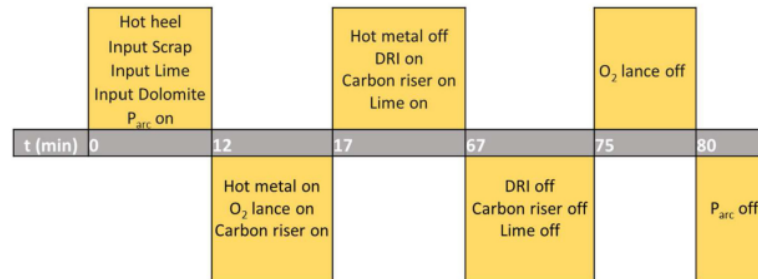 Hot heel
Input Scrap
Input Lime
Input Dolomite
P_arc on
Hot metal off
DRI on
Carbon riser on
Lime on
O₂ lance off
t (min) 0 12 17 67 75 80
Hot metal on
O₂ lance on
Carbon riser on
DRI off
Carbon riser off
Lime off
P_arc off